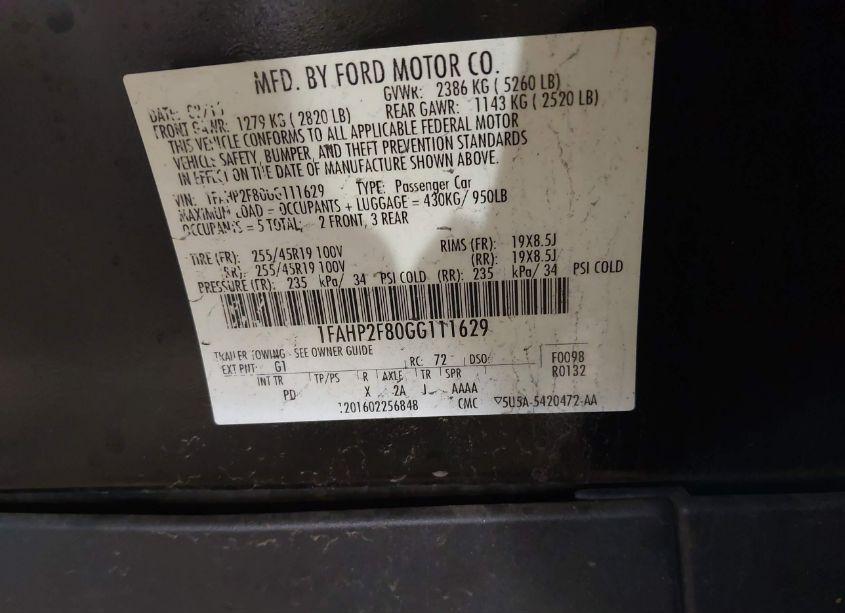 MFD. BY FORD MOTOR CO.
DATE: GVWR: 2386 KG ( 5260 LB)
FRONT GAWR: 1279 KG ( 2820 LB) REAR GAWR: 1143 KG ( 2520 LB)
THIS VEHICLE CONFORMS TO ALL APPLICABLE FEDERAL MOTOR
VEHICLE SAFETY, BUMPER, AND THEFT PREVENTION STANDARDS
IN EFFECT ON THE DATE OF MANUFACTURE SHOWN ABOVE.
VIN: 1FAHP2F80GG111629 TYPE: Passenger Car
MAXIMUM LOAD = OCCUPANTS + LUGGAGE = 430KG/ 950LB
OCCUPANTS = 5 TOTAL; 2 FRONT, 3 REAR
TIRE (FR): 255/45R19 100V RIMS (FR): 19X8.5J
(RR): 255/45R19 100V (RR): 19X8.5J
PRESSURE (FR): 235 kPa/ 34 PSI COLD (RR): 235 kPa/ 34 PSI COLD
1FAHP2F80GG111629
TRAILER TOWING - SEE OWNER GUIDE
EXT PNT: G1 RC: 72 DSO: F0098
R0132
INT TR TP/PS R AXLE TR SPR
PD X 2A J AAAA
201602256848 CMC ▽5U5A-5420472-AA